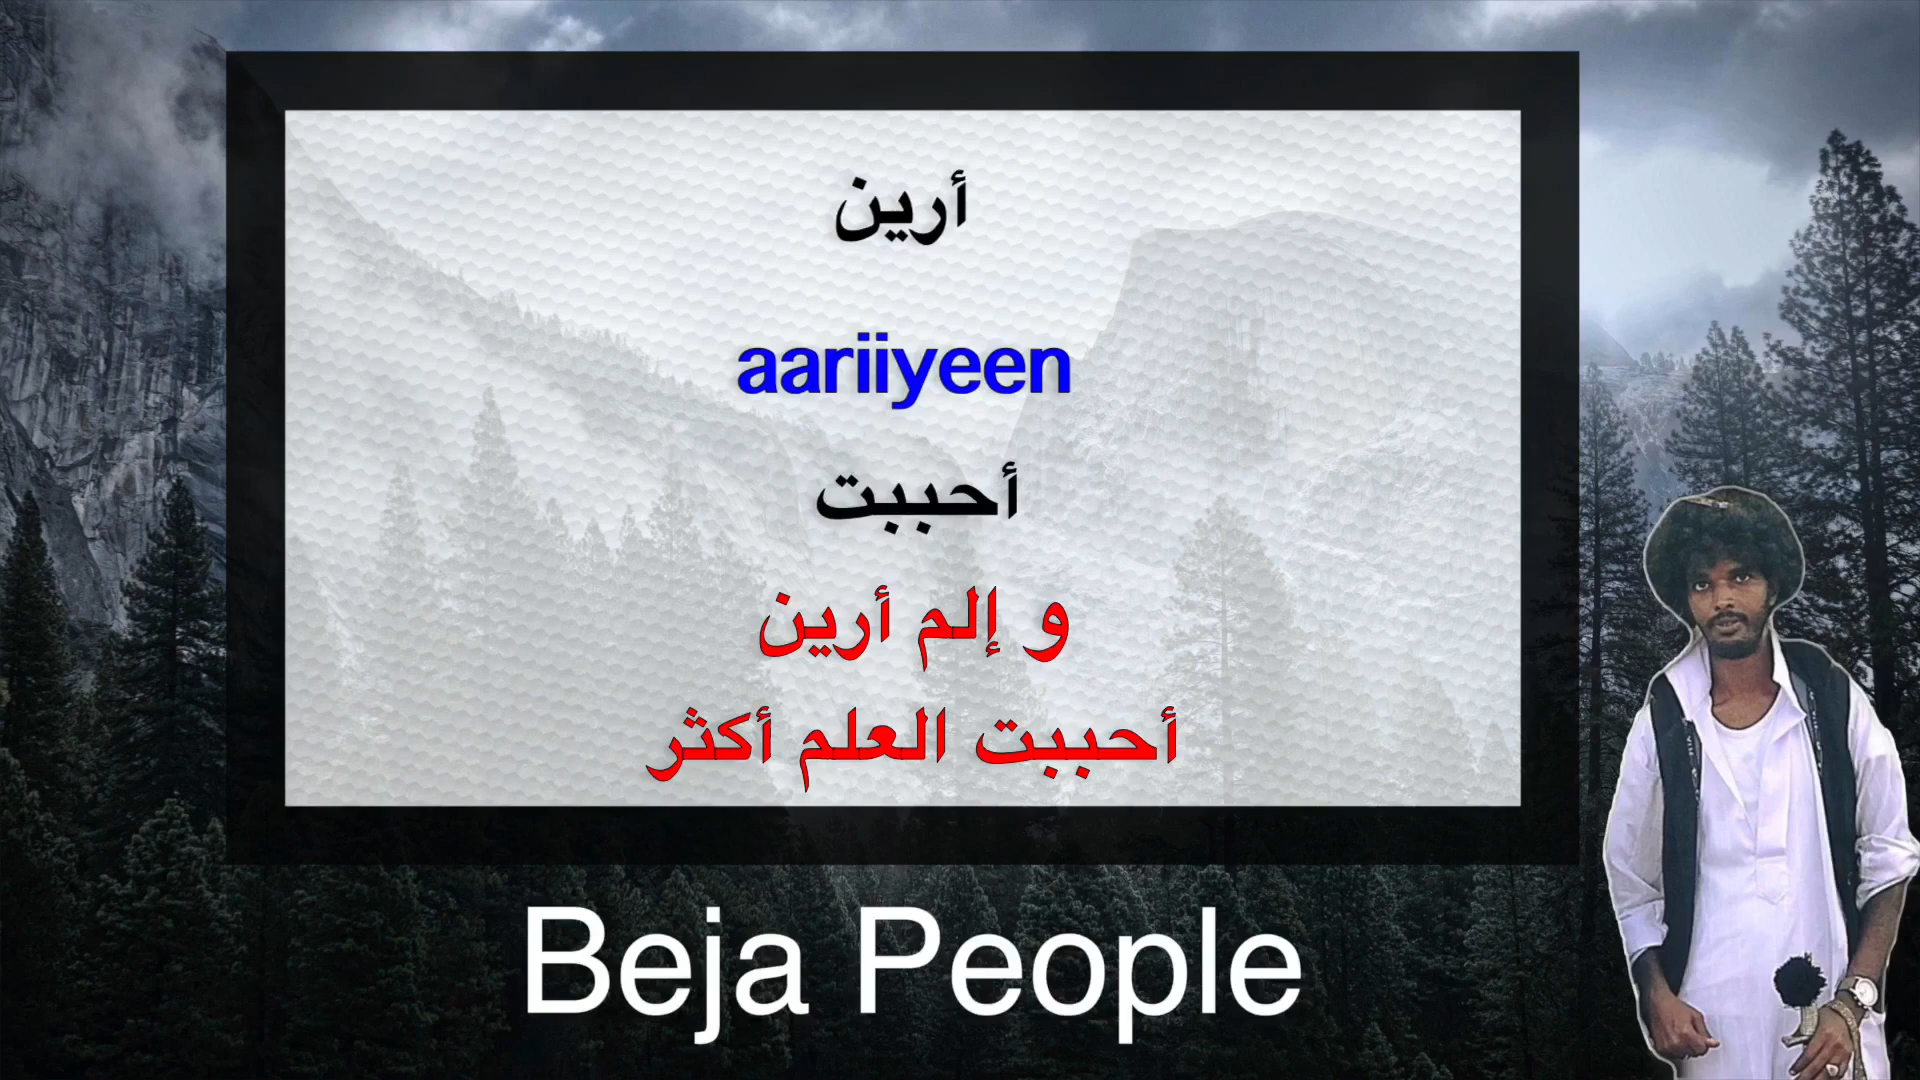 أرين
aariiyeen
أحببت
و إلم أرين
أحببت العلم أكثر
Beja People